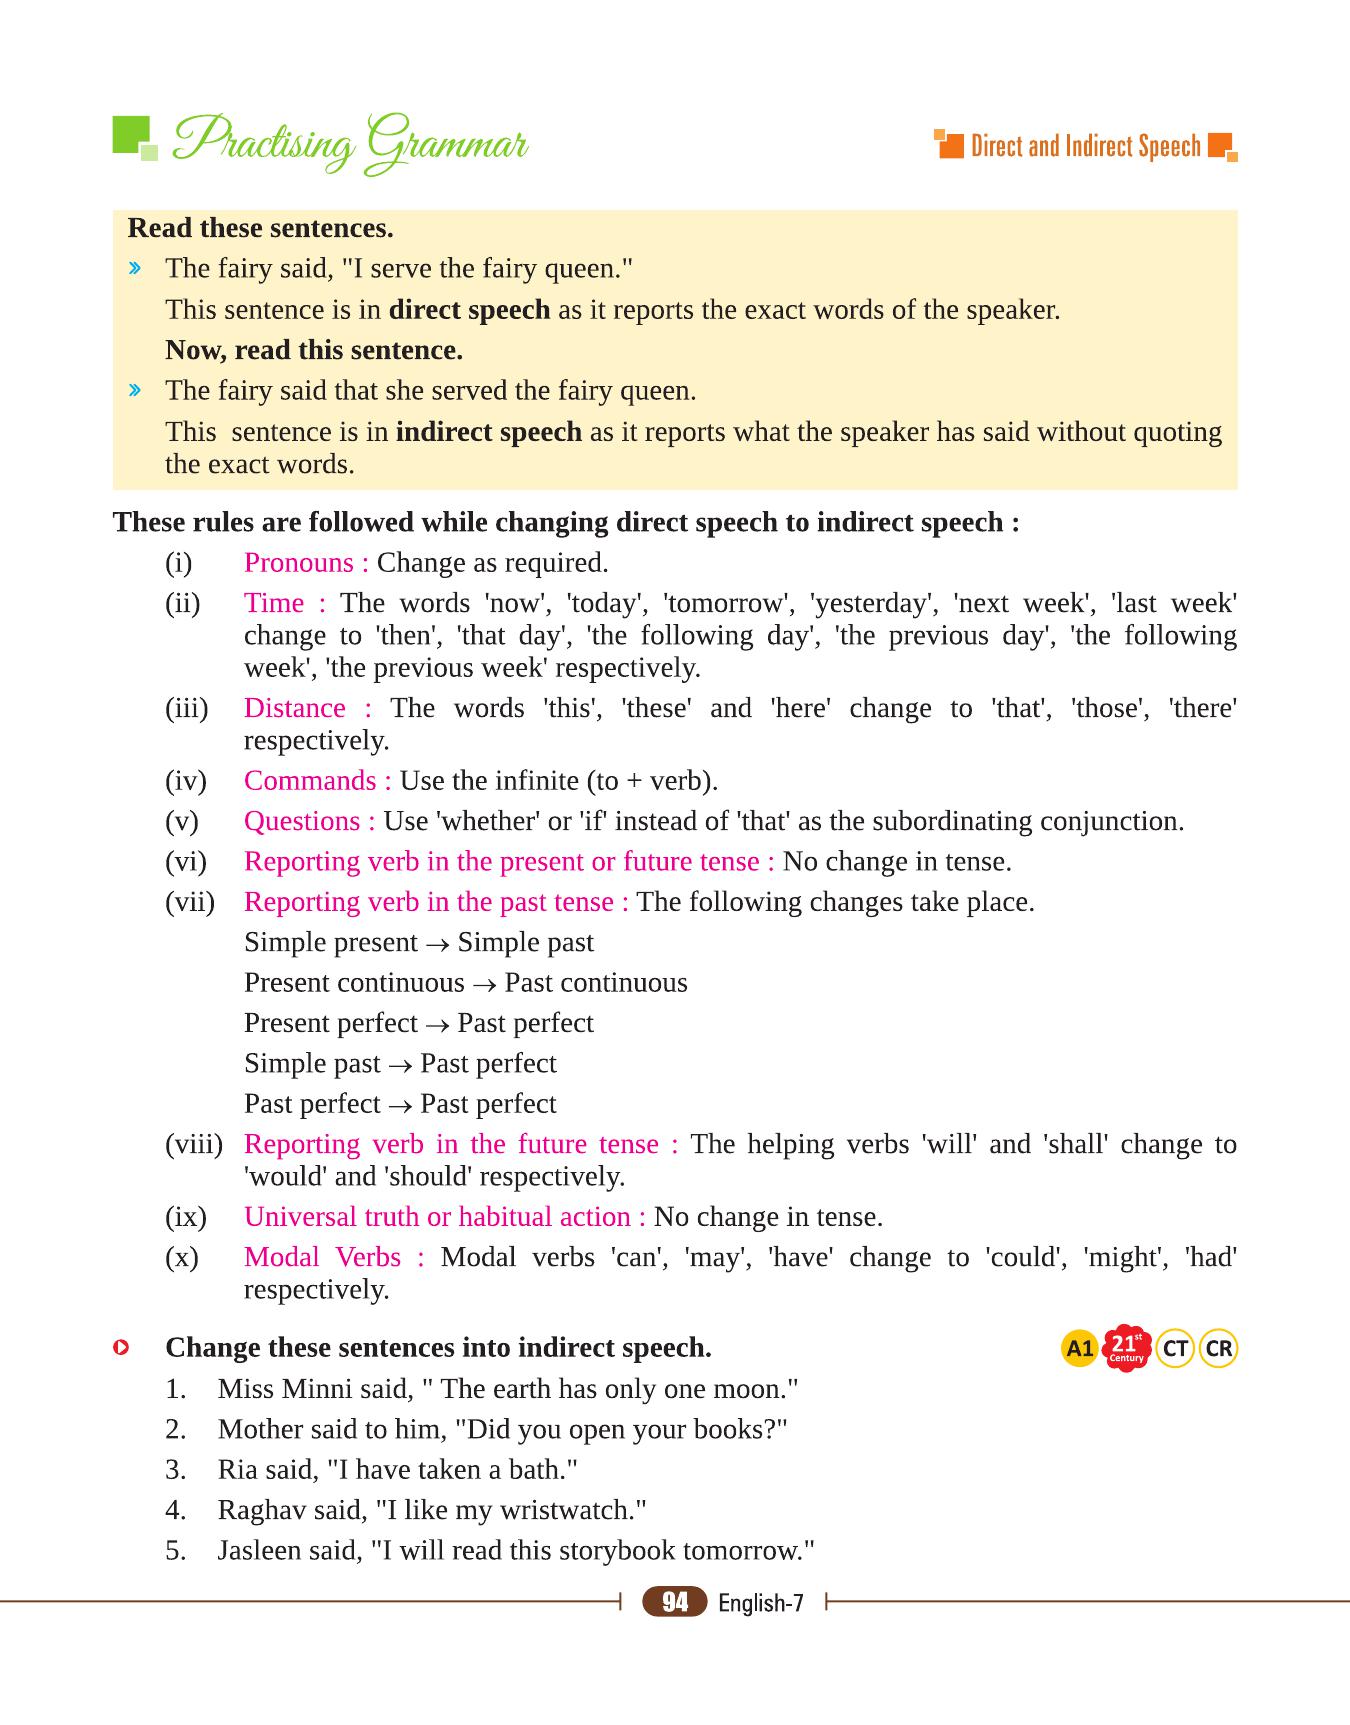 Practising Grammar
Direct and Indirect Speech
Read these sentences.
» The fairy said, "I serve the fairy queen."
This sentence is in direct speech as it reports the exact words of the speaker.
Now, read this sentence.
» The fairy said that she served the fairy queen.
This sentence is in indirect speech as it reports what the speaker has said without quoting
the exact words.
These rules are followed while changing direct speech to indirect speech :
(i) Pronouns : Change as required.
(ii) Time : The words 'now', 'today', 'tomorrow', 'yesterday', 'next week', 'last week'
change to 'then', 'that day', 'the following day', 'the previous day', 'the following
week', 'the previous week' respectively.
(iii) Distance : The words 'this', 'these' and 'here' change to 'that', 'those', 'there'
respectively.
(iv) Commands : Use the infinite (to + verb).
(v) Questions : Use 'whether' or 'if' instead of 'that' as the subordinating conjunction.
(vi) Reporting verb in the present or future tense : No change in tense.
(vii) Reporting verb in the past tense : The following changes take place.
Simple present → Simple past
Present continuous → Past continuous
Present perfect → Past perfect
Simple past → Past perfect
Past perfect → Past perfect
(viii) Reporting verb in the future tense : The helping verbs 'will' and 'shall' change to
'would' and 'should' respectively.
(ix) Universal truth or habitual action : No change in tense.
(x) Modal Verbs : Modal verbs 'can', 'may', 'have' change to 'could', 'might', 'had'
respectively.
Change these sentences into indirect speech. A1 21st Century CT CR
1. Miss Minni said, " The earth has only one moon."
2. Mother said to him, "Did you open your books?"
3. Ria said, "I have taken a bath."
4. Raghav said, "I like my wristwatch."
5. Jasleen said, "I will read this storybook tomorrow."
94 English-7